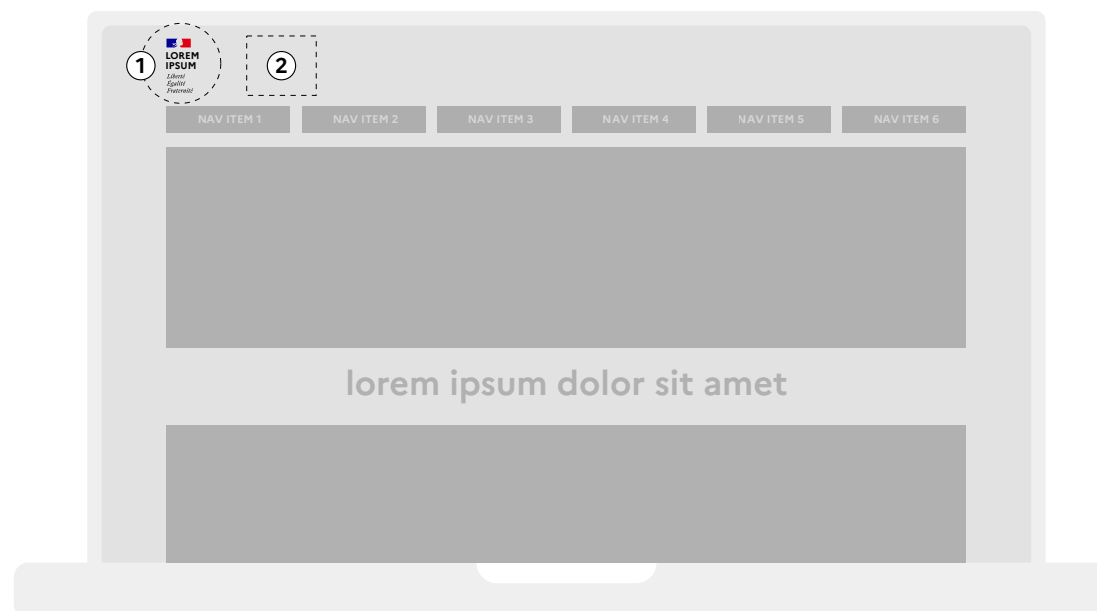 1
LOREM
IPSUM
Liberté
Égalité
Fraternité
2
NAV ITEM 1
NAV ITEM 2
NAV ITEM 3
NAV ITEM 4
NAV ITEM 5
NAV ITEM 6
lorem ipsum dolor sit amet